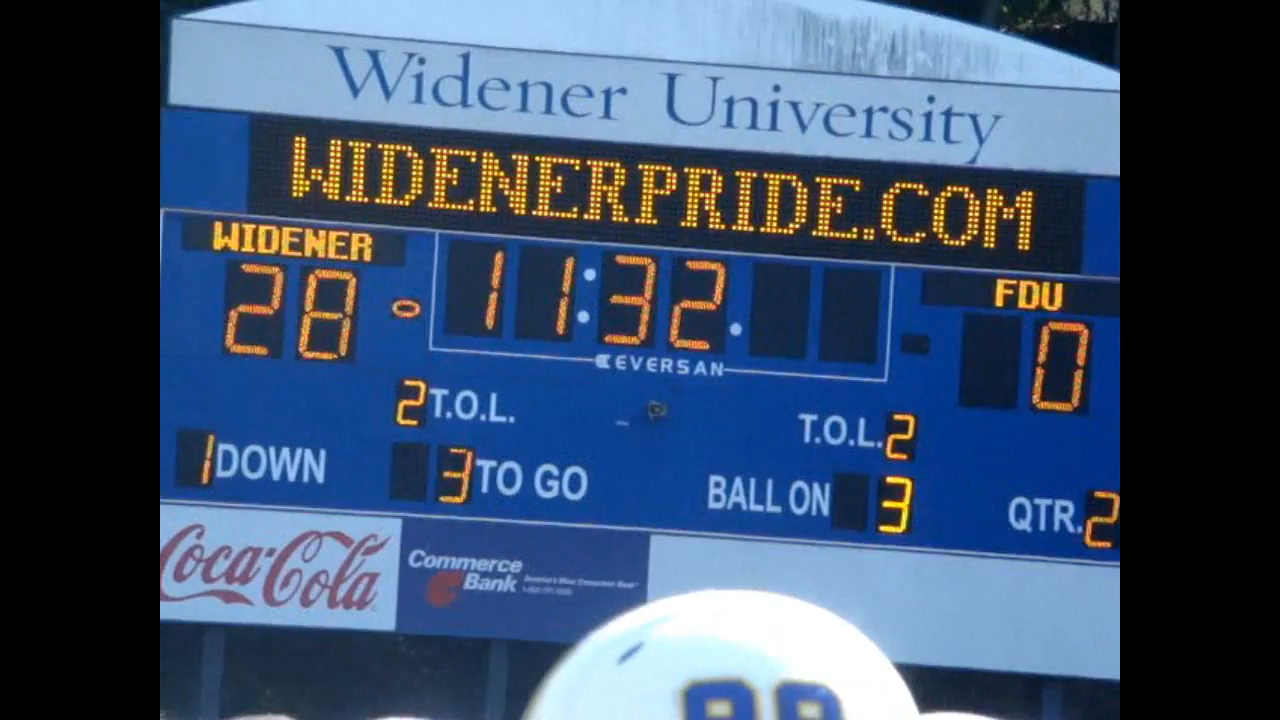 Widener University
WIDENERPRIDE.COM
WIDENER 11:32 FDU
28 0
EVERSAN
2 T.O.L. T.O.L. 2
1 DOWN 3 TO GO BALL ON 3 QTR. 2
Coca-Cola
Commerce
Bank